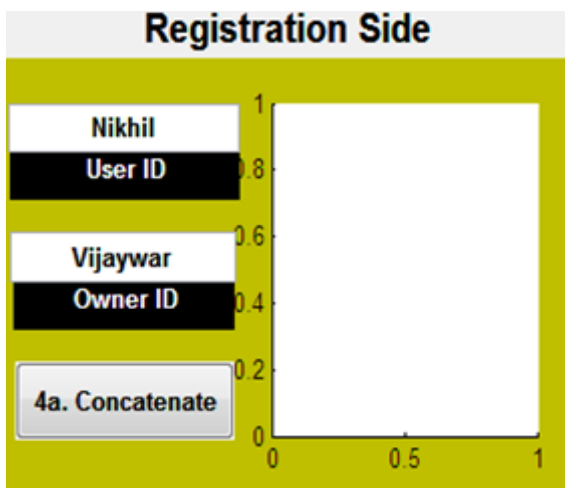 Registration Side
Nikhil
User ID
Vijaywar
Owner ID
4a. Concatenate
1
0.8
0.6
0.4
0.2
0
0 0.5 1